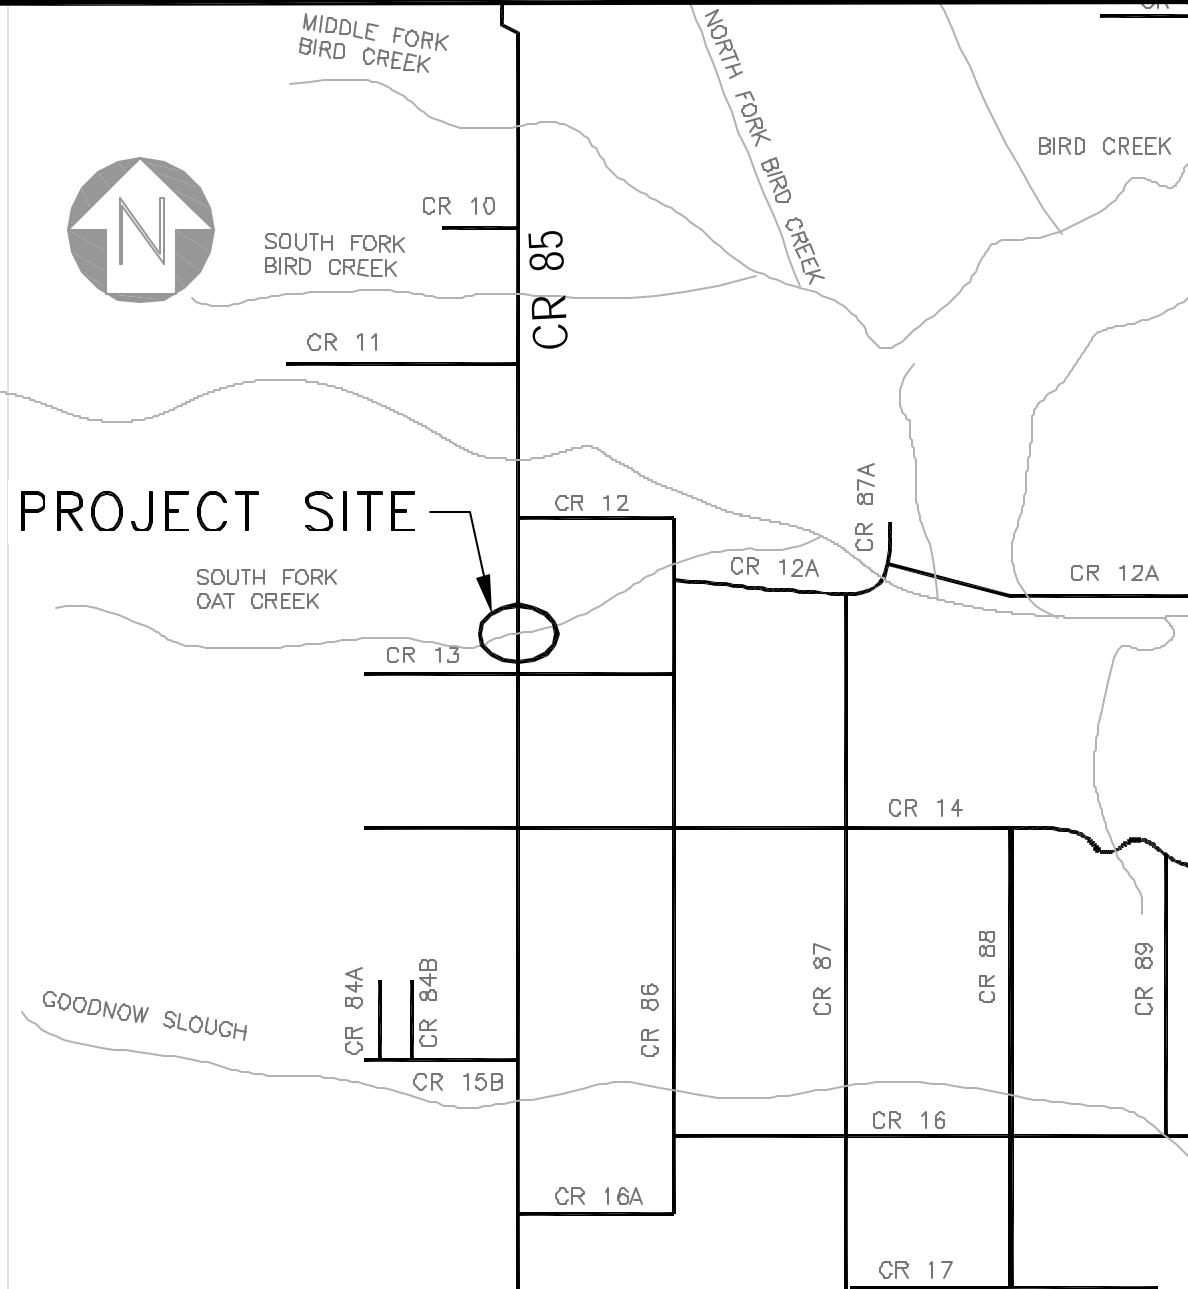 MIDDLE FORK
BIRD CREEK
NORTH FORK BIRD CREEK
BIRD CREEK
N
CR 10
SOUTH FORK
BIRD CREEK
CR 85
CR 11
PROJECT SITE
CR 12
CR 87A
CR 12A
CR 12A
SOUTH FORK
OAT CREEK
CR 13
CR 14
CR 84A
CR 84B
CR 86
CR 87
CR 88
CR 89
GOODNOW SLOUGH
CR 15B
CR 16
CR 16A
CR 17